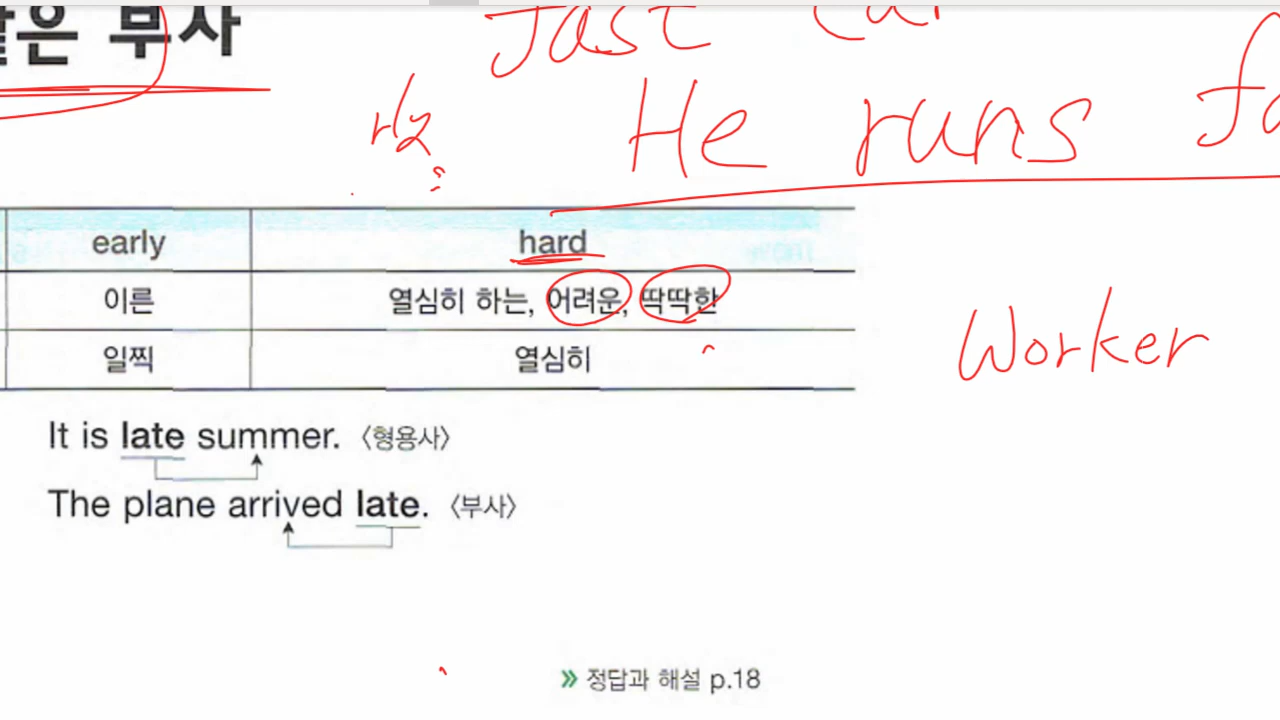 같은 부사
fast car
He runs fa
early hard
이른 열심히 하는, 어려운, 딱딱한
일찍 열심히
Worker
It is late summer. 〈형용사〉
The plane arrived late. 〈부사〉
» 정답과 해설 p.18